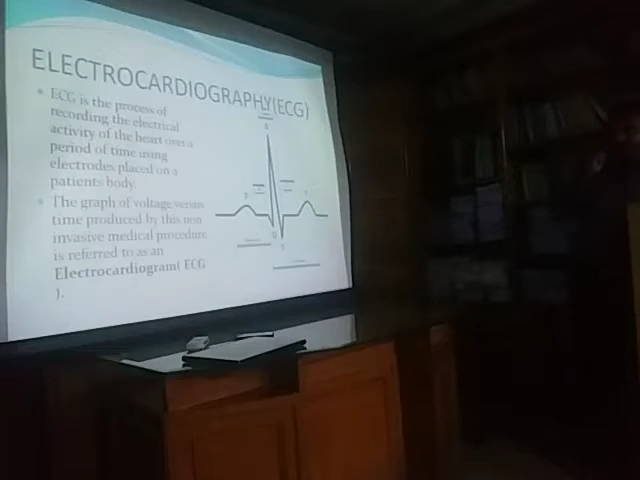 ELECTROCARDIOGRAPHY(ECG)
• ECG is the process of
recording the electrical
activity of the heart over a
period of time using
electrodes placed on a
patients body.
• The graph of voltage versus
time produced by this non
invasive medical procedure
is referred to as an
Electrocardiogram( ECG
).
R
P
T
Q
S